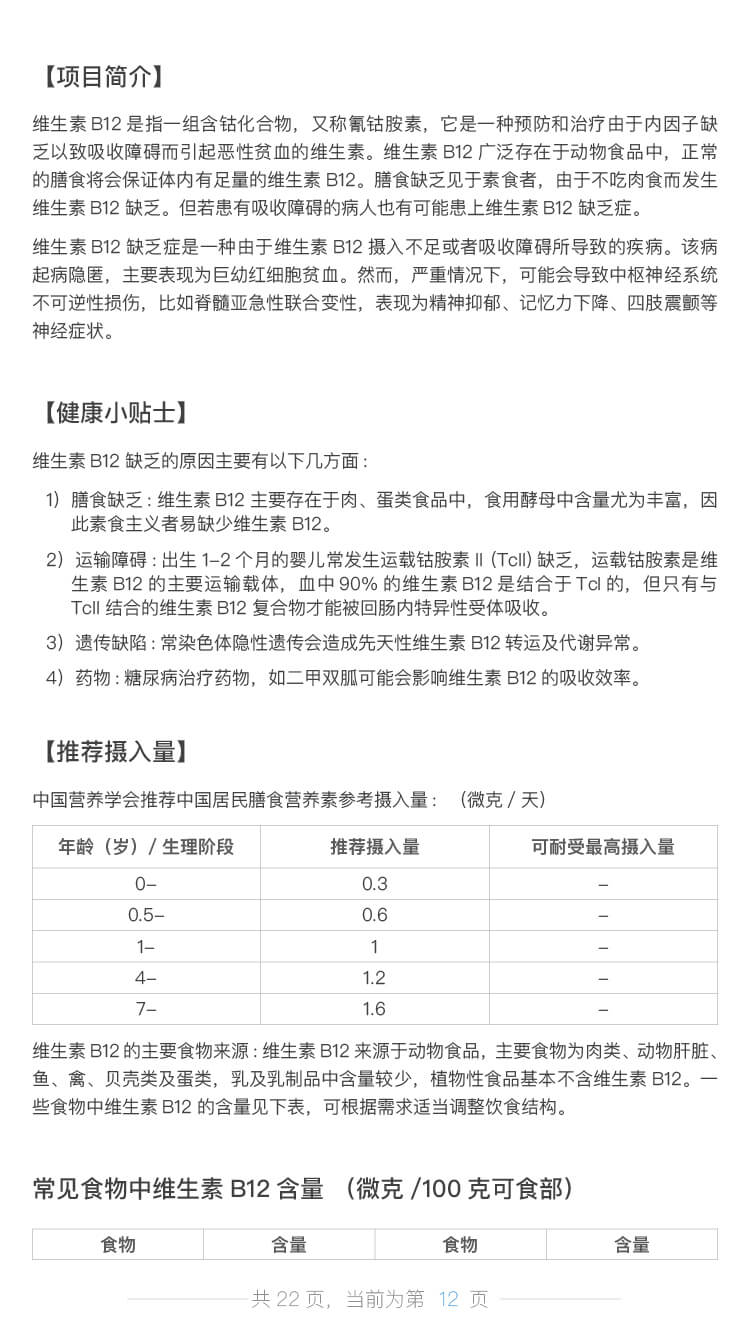 【项目简介】
维生素 B12 是指一组含钴化合物，又称氰钴胺素，它是一种预防和治疗由于内因子缺
乏以致吸收障碍而引起恶性贫血的维生素。维生素 B12 广泛存在于动物食品中，正常
的膳食将会保证体内有足量的维生素 B12。膳食缺乏见于素食者，由于不吃肉食而发生
维生素 B12 缺乏。但若患有吸收障碍的病人也有可能患上维生素 B12 缺乏症。
维生素 B12 缺乏症是一种由于维生素 B12 摄入不足或者吸收障碍所导致的疾病。该病
起病隐匿，主要表现为巨幼红细胞贫血。然而，严重情况下，可能会导致中枢神经系统
不可逆性损伤，比如脊髓亚急性联合变性，表现为精神抑郁、记忆力下降、四肢震颤等
神经症状。
【健康小贴士】
维生素 B12 缺乏的原因主要有以下几方面：
1）膳食缺乏：维生素 B12 主要存在于肉、蛋类食品中，食用酵母中含量尤为丰富，因
此素食主义者易缺少维生素 B12。
2）运输障碍：出生 1–2 个月的婴儿常发生运载钴胺素 II（TcII）缺乏，运载钴胺素是维
生素 B12 的主要运输载体，血中 90% 的维生素 B12 是结合于 TcI 的，但只有与
TcII 结合的维生素 B12 复合物才能被回肠内特异性受体吸收。
3）遗传缺陷：常染色体隐性遗传会造成先天性维生素 B12 转运及代谢异常。
4）药物：糖尿病治疗药物，如二甲双胍可能会影响维生素 B12 的吸收效率。
【推荐摄入量】
中国营养学会推荐中国居民膳食营养素参考摄入量：（微克 / 天）
年龄（岁）/ 生理阶段 推荐摄入量 可耐受最高摄入量
0– 0.3 –
0.5– 0.6 –
1– 1 –
4– 1.2 –
7– 1.6 –
维生素 B12 的主要食物来源：维生素 B12 来源于动物食品，主要食物为肉类、动物肝脏、
鱼、禽、贝壳类及蛋类，乳及乳制品中含量较少，植物性食品基本不含维生素 B12。一
些食物中维生素 B12 的含量见下表，可根据需求适当调整饮食结构。
常见食物中维生素 B12 含量 （微克 /100 克可食部）
食物 含量 食物 含量
共 22 页，当前为第 12 页